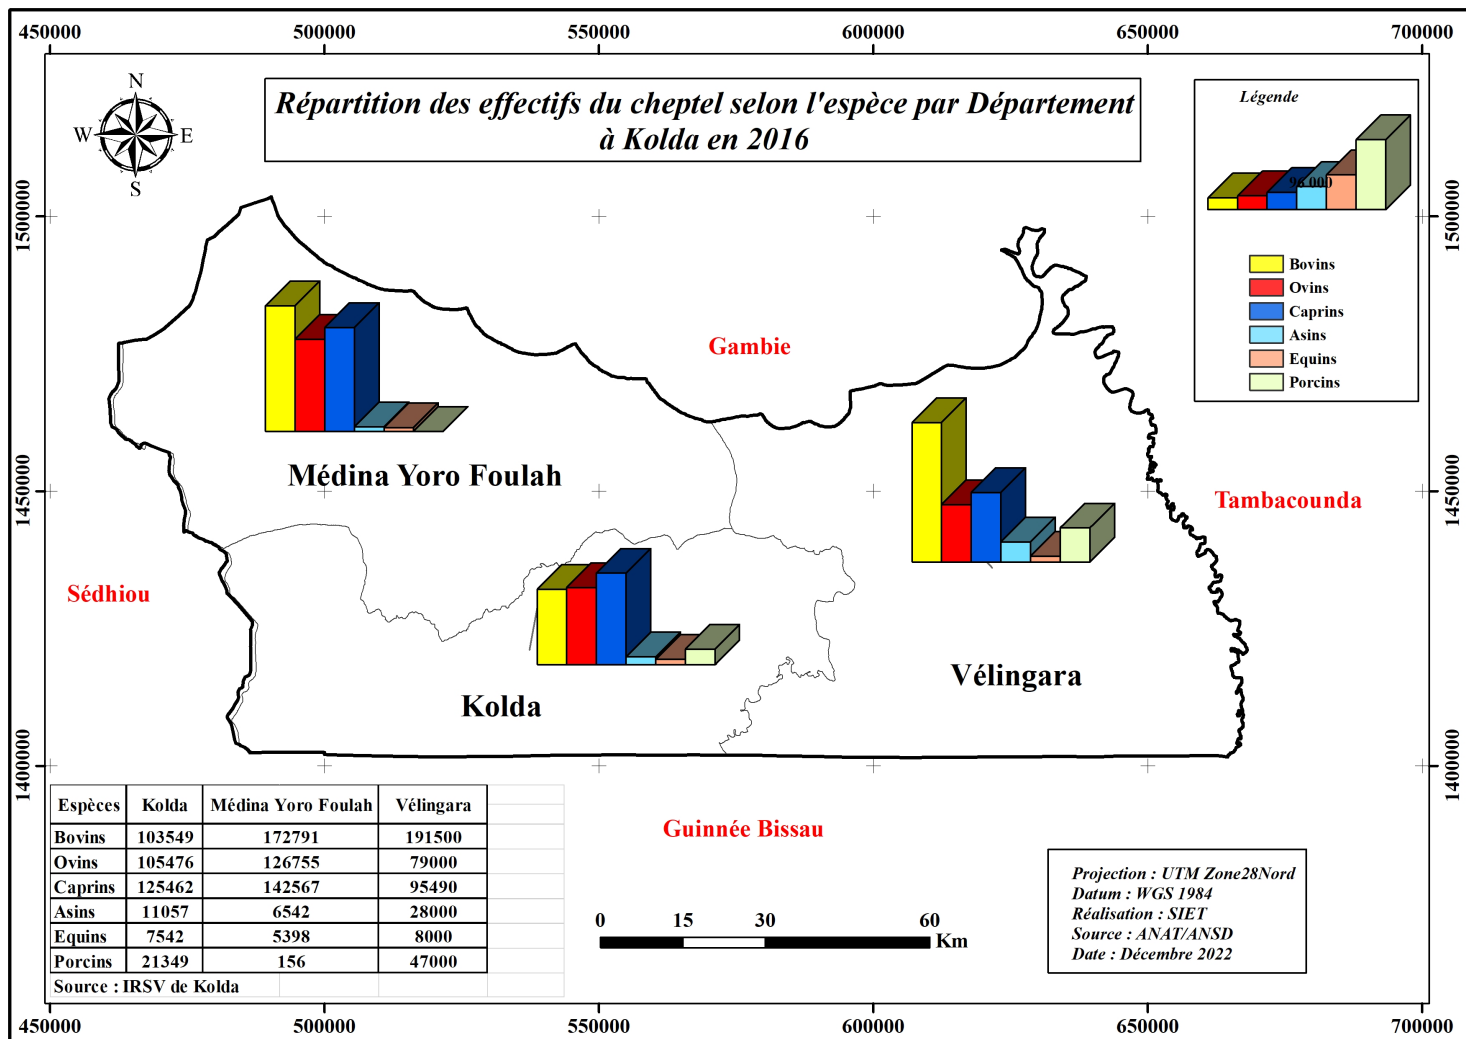 450000 500000 550000 600000 650000 700000
N
W E
S
Répartition des effectifs du cheptel selon l'espèce par Département
à Kolda en 2016
Légende
96 000
Bovins
Ovins
Caprins
Asins
Equins
Porcins
1500000 1500000
1450000 1450000
1400000 1400000
Gambie
Médina Yoro Foulah
Tambacounda
Sédhiou
Vélingara
Kolda
Guinnée Bissau
Espèces Kolda Médina Yoro Foulah Vélingara
Bovins 103549 172791 191500
Ovins 105476 126755 79000
Caprins 125462 142567 95490
Asins 11057 6542 28000
Equins 7542 5398 8000
Porcins 21349 156 47000
Source : IRSV de Kolda
0 15 30 60
Km
Projection : UTM Zone28Nord
Datum : WGS 1984
Réalisation : SIET
Source : ANAT/ANSD
Date : Décembre 2022
450000 500000 550000 600000 650000 700000